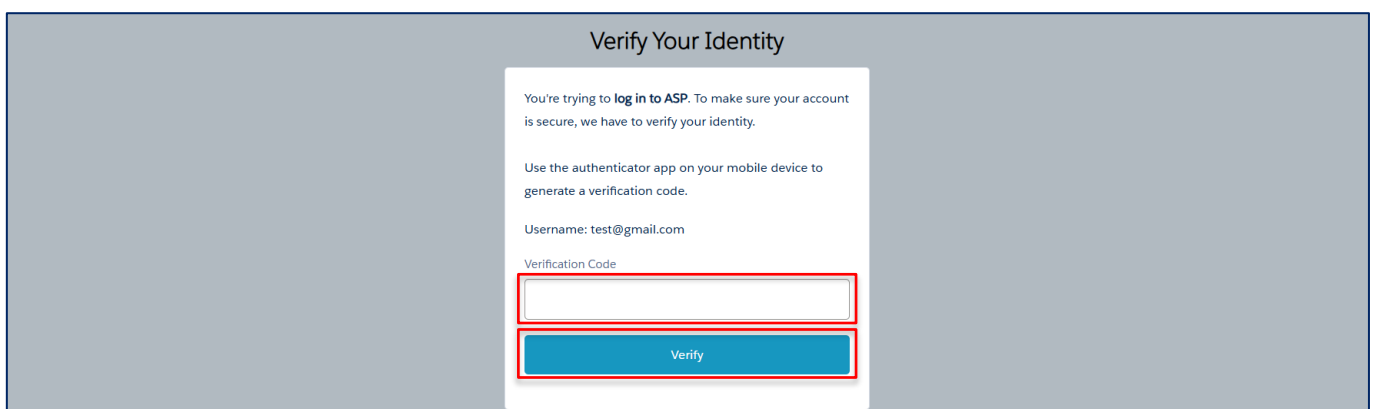 Verify Your Identity
You're trying to log in to ASP. To make sure your account
is secure, we have to verify your identity.
Use the authenticator app on your mobile device to
generate a verification code.
Username: test@gmail.com
Verification Code
Verify